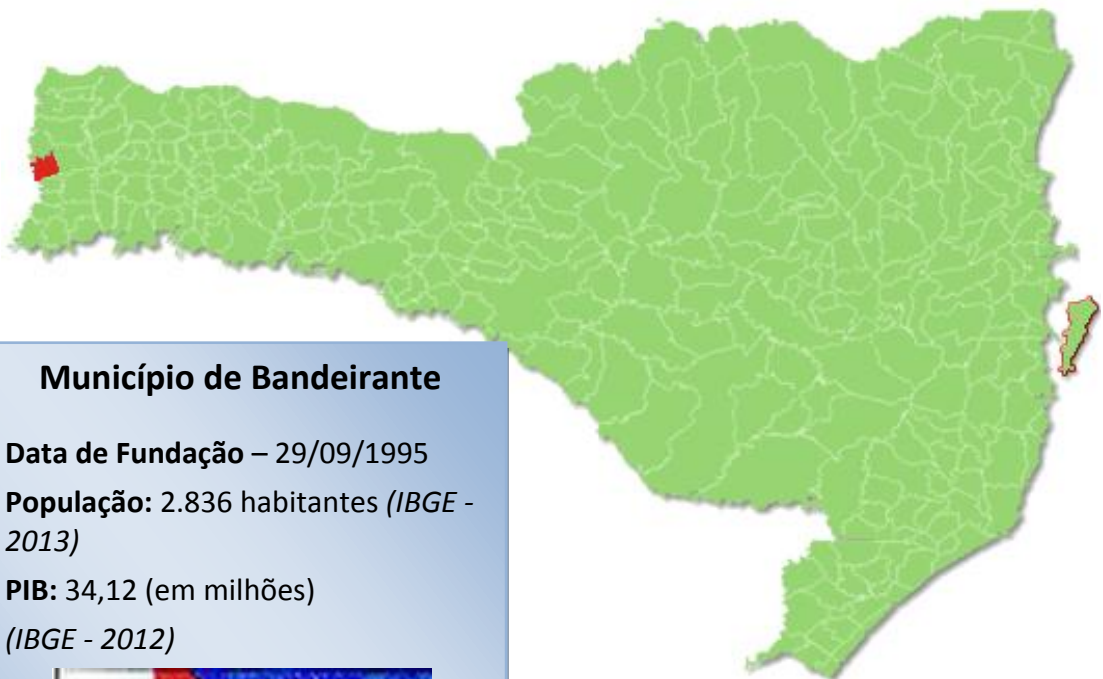 Município de Bandeirante
Data de Fundação – 29/09/1995
População: 2.836 habitantes (IBGE -
2013)
PIB: 34,12 (em milhões)
(IBGE - 2012)